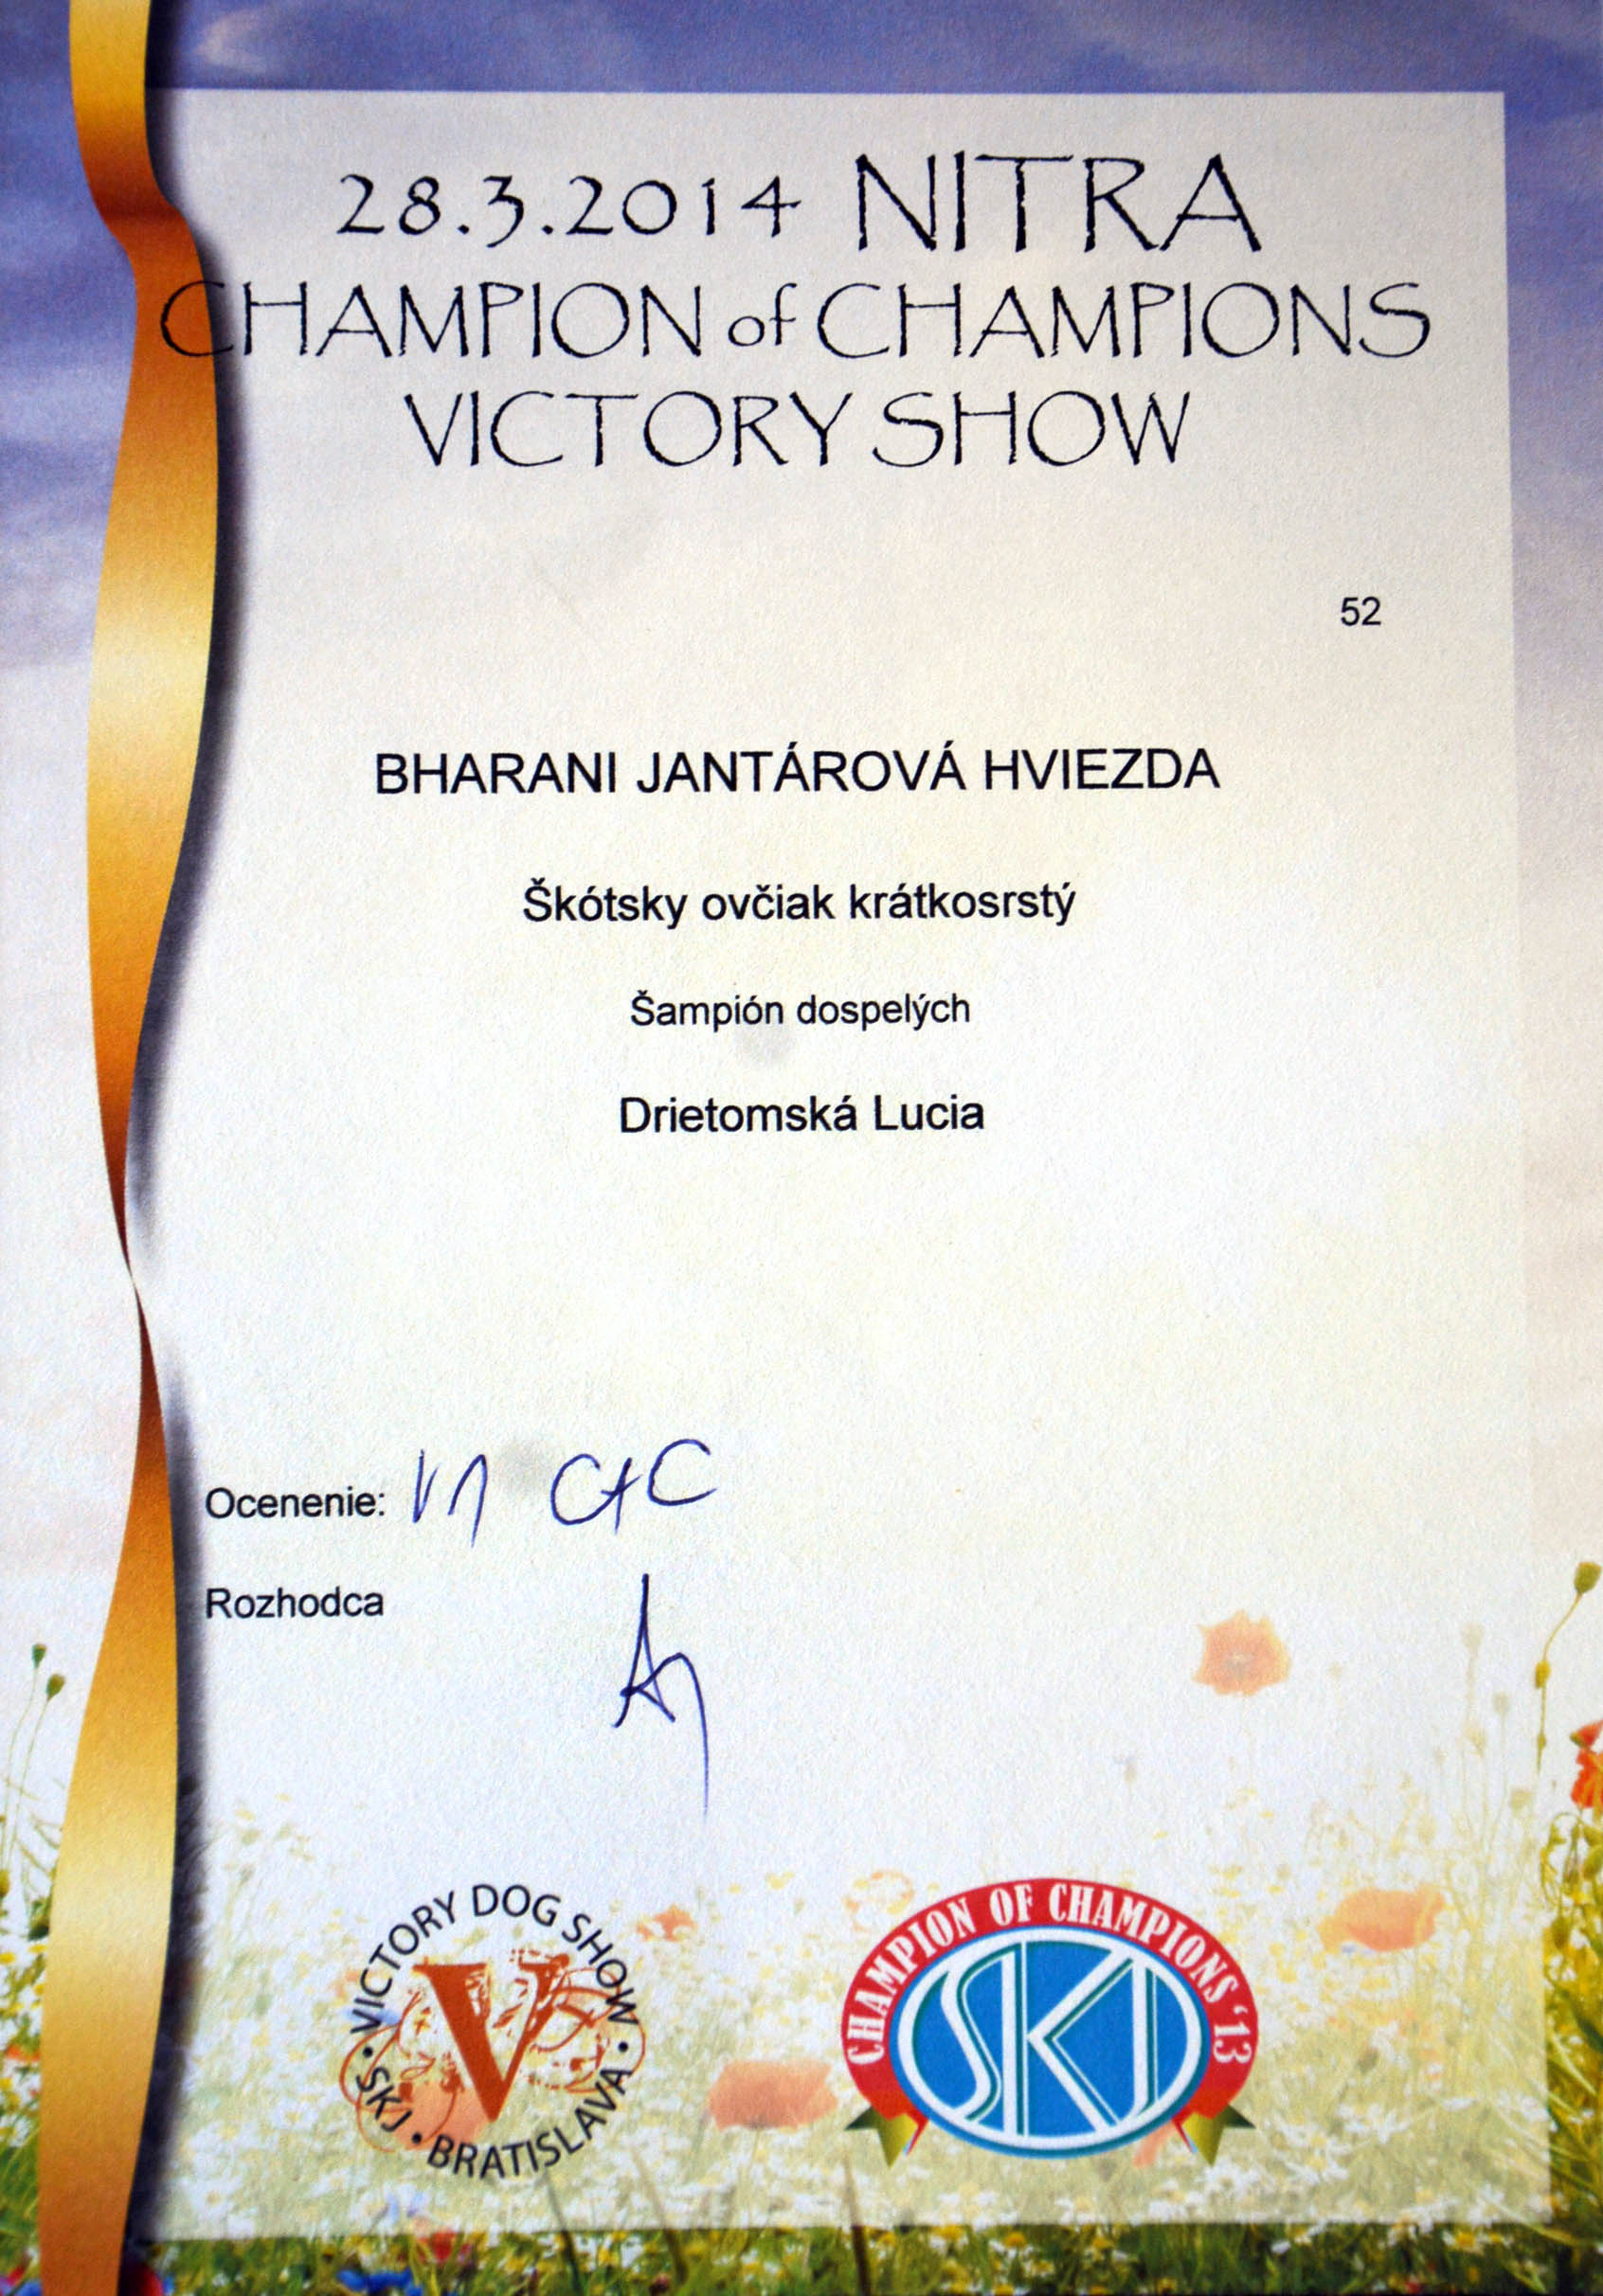 28.3.2014 NITRA
CHAMPION of CHAMPIONS
VICTORY SHOW
52
BHARANI JANTÁROVÁ HVIEZDA
Škótsky ovčiak krátkosrstý
Šampión dospelých
Drietomská Lucia
Ocenenie: V1 CAC
Rozhodca
VICTORY DOG SHOW
V
• SKJ • BRATISLAVA •
CHAMPION OF CHAMPIONS '13
SKJ